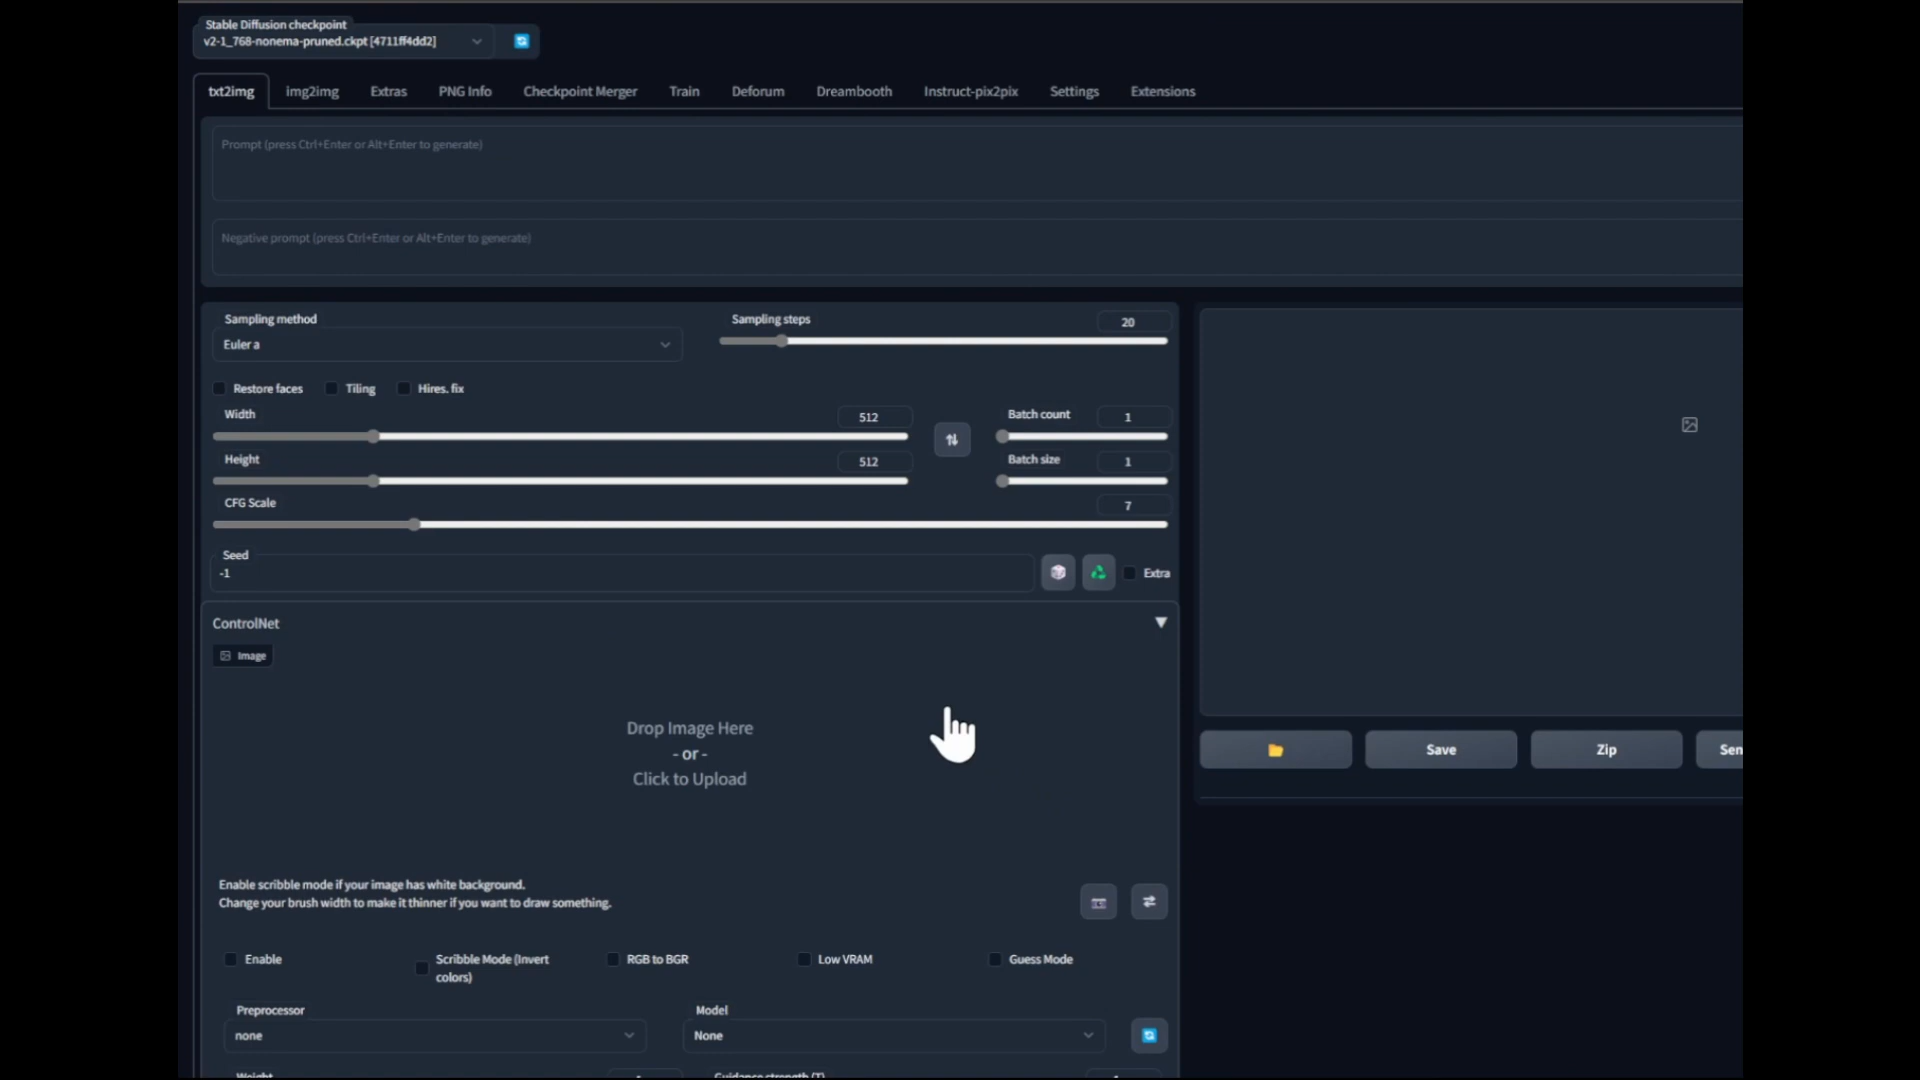 Stable Diffusion checkpoint
v2-1_768-nonema-pruned.ckpt [4711ff4dd2]
txt2img
img2img
Extras
PNG Info
Checkpoint Merger
Train
Deforum
Dreambooth
Instruct-pix2pix
Settings
Extensions
Prompt (press Ctrl+Enter or Alt+Enter to generate)
Negative prompt (press Ctrl+Enter or Alt+Enter to generate)
Sampling method
Euler a
Sampling steps
20
Restore faces
Tiling
Hires. fix
Width
512
Batch count
1
Height
512
Batch size
1
CFG Scale
7
Seed
-1
Extra
ControlNet
Image
Drop Image Here
- or -
Click to Upload
Save
Zip
Sen
Enable scribble mode if your image has white background.
Change your brush width to make it thinner if you want to draw something.
Enable
Scribble Mode (Invert
colors)
RGB to BGR
Low VRAM
Guess Mode
Preprocessor
none
Model
None
Weight
Guidance strength (T)